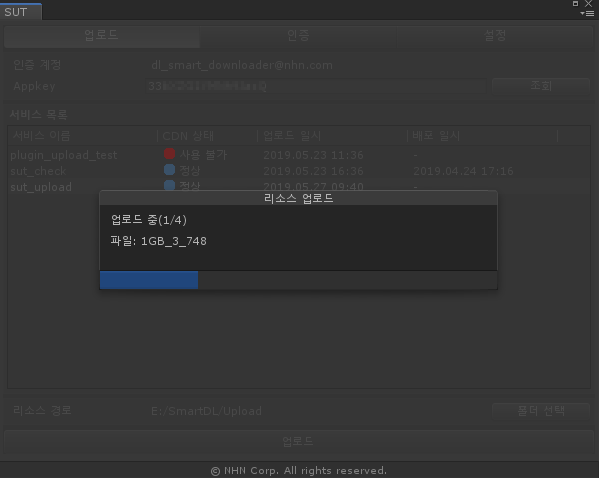 SUT
업로드 인증 설정
인증 계정 dl_smart_downloader@nhn.com
Appkey 조회
서비스 목록
서비스 이름 CDN 상태 업로드 일시 배포 일시
plugin_upload_test 사용 불가 2019.05.23 11:36 -
sut_check 정상 2019.05.23 16:36 2019.04.24 17:16
sut_upload 정상 2019.05.27 09:40 -
리소스 업로드
업로드 중(1/4)
파일: 1GB_3_748
리소스 경로 E:/SmartDL/Upload 폴더 선택
업로드
© NHN Corp. All rights reserved.